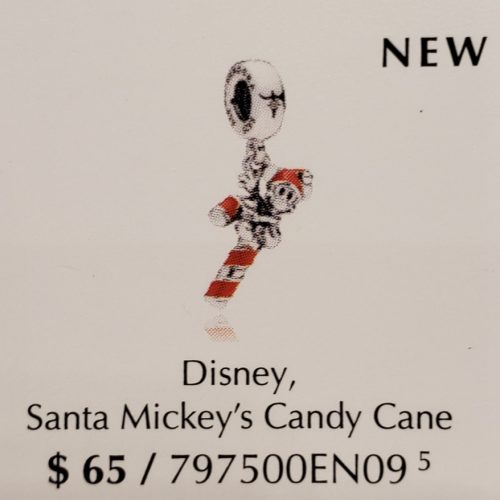 NEW
Disney,
Santa Mickey's Candy Cane
$ 65 / 797500EN09 5